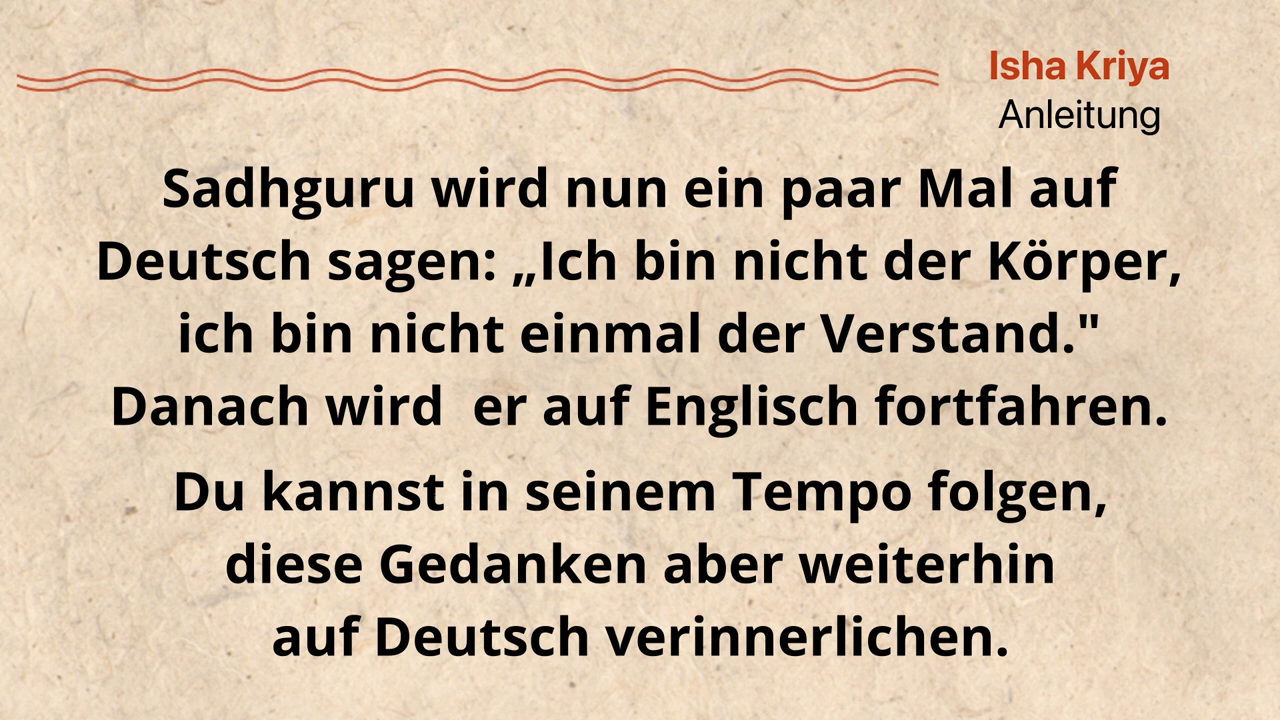 Isha Kriya
Anleitung
Sadhguru wird nun ein paar Mal auf
Deutsch sagen: „Ich bin nicht der Körper,
ich bin nicht einmal der Verstand."
Danach wird  er auf Englisch fortfahren.
Du kannst in seinem Tempo folgen,
diese Gedanken aber weiterhin
auf Deutsch verinnerlichen.